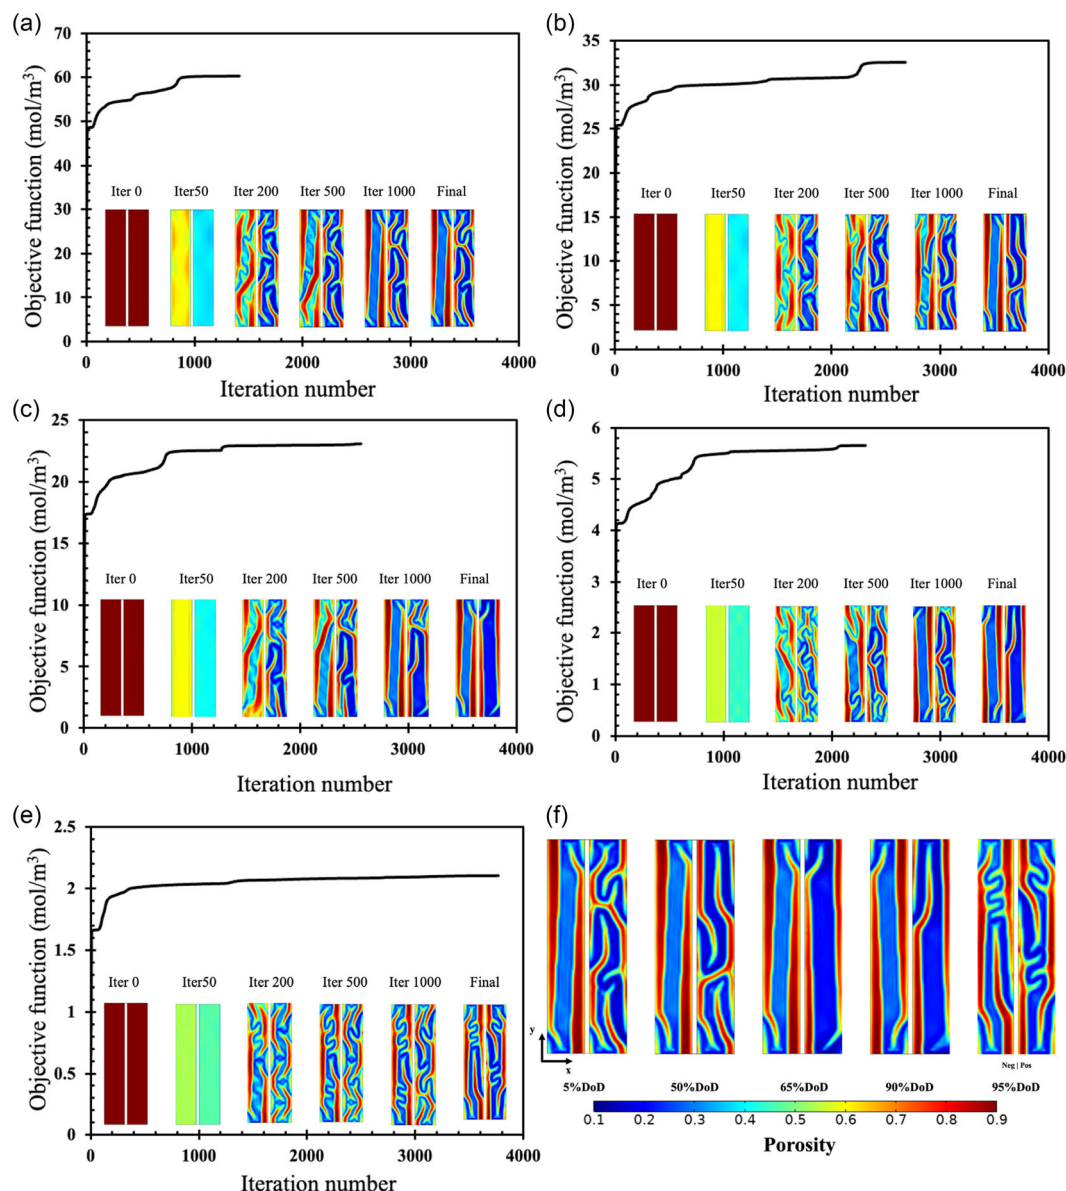 (a)
70
60
50
40
30
20
10
0
Objective function (mol/m³)
Iter 0 Iter50 Iter 200 Iter 500 Iter 1000 Final
0 1000 2000 3000 4000
Iteration number
(b)
35
30
25
20
15
10
5
0
Objective function (mol/m³)
Iter 0 Iter50 Iter 200 Iter 500 Iter 1000 Final
0 1000 2000 3000 4000
Iteration number
(c)
25
20
15
10
5
0
Objective function (mol/m³)
Iter 0 Iter50 Iter 200 Iter 500 Iter 1000 Final
0 1000 2000 3000 4000
Iteration number
(d)
6
5
4
3
2
1
0
Objective function (mol/m³)
Iter 0 Iter50 Iter 200 Iter 500 Iter 1000 Final
0 1000 2000 3000 4000
Iteration number
(e)
2.5
2
1.5
1
0.5
0
Objective function (mol/m³)
Iter 0 Iter50 Iter 200 Iter 500 Iter 1000 Final
0 1000 2000 3000 4000
Iteration number
(f)
y
x
Neg | Pos
5%DoD 50%DoD 65%DoD 90%DoD 95%DoD
0.1 0.2 0.3 0.4 0.5 0.6 0.7 0.8 0.9
Porosity